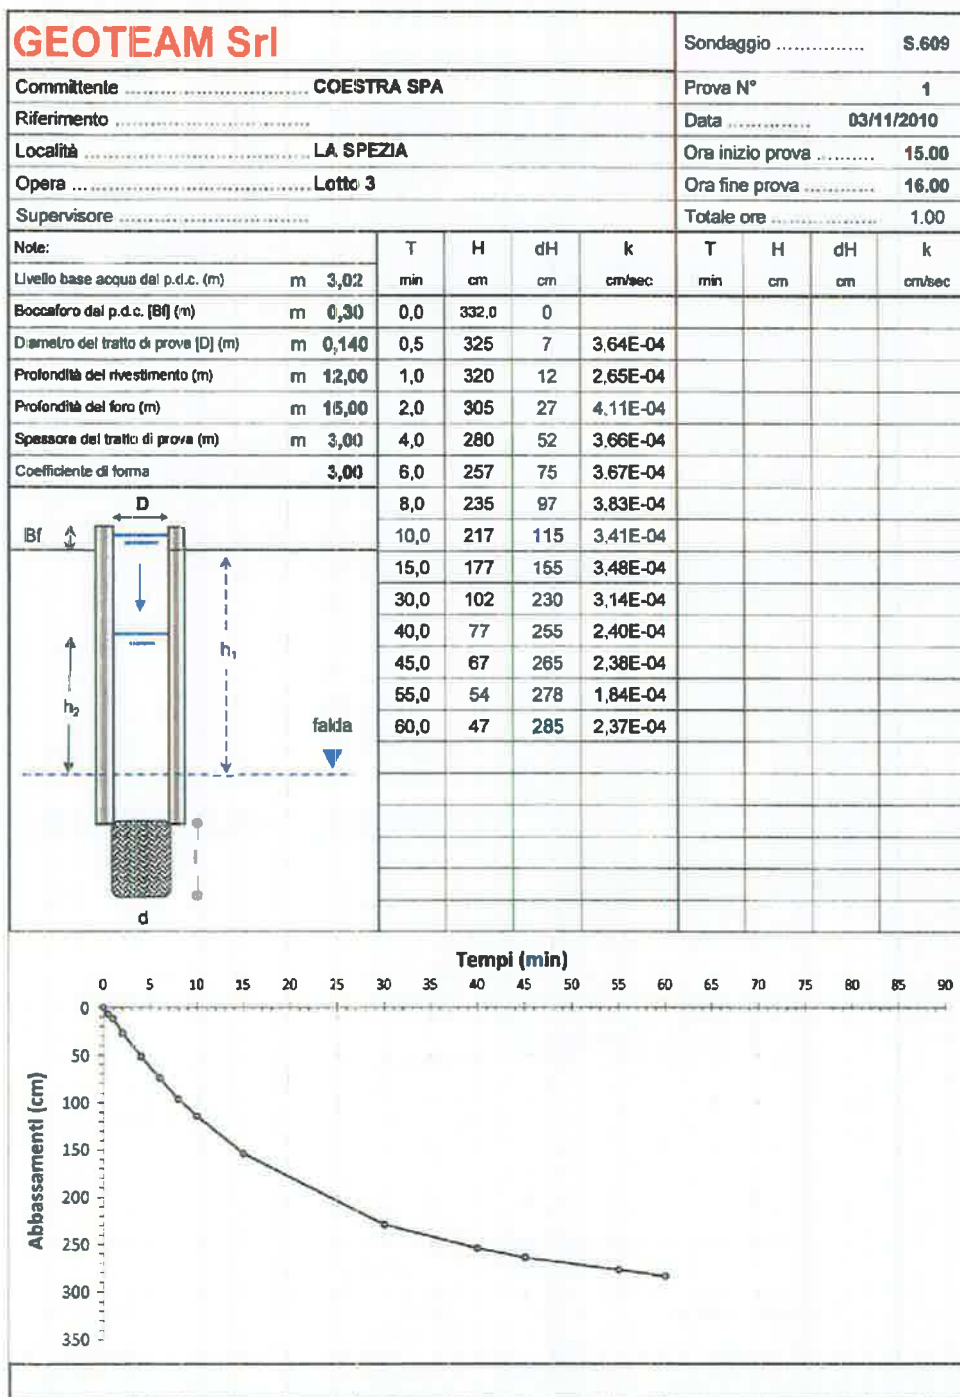 GEOTEAM Srl
Sondaggio ............... S.609
Committente ................................ COESTRA SPA
Prova N° 1
Riferimento ................................
Data .............. 03/11/2010
Località ...................................... LA SPEZIA
Ora inizio prova .......... 15.00
Opera ........................................ Lotto 3
Ora fine prova ............ 16.00
Supervisore ................................
Totale ore .................. 1.00
Note:
T H dH k T H dH k
Livello base acqua dal p.d.c. (m) m 3,02
min cm cm cm/sec min cm cm cm/sec
Boccaforo dal p.d.c. [Bf] (m) m 0,30
0,0 332,0 0
Diametro del tratto di prova [D] (m) m 0,140
0,5 325 7 3,64E-04
Profondità del rivestimento (m) m 12,00
1,0 320 12 2,65E-04
Profondità del foro (m) m 15,00
2,0 305 27 4,11E-04
Spessore del tratto di prova (m) m 3,00
4,0 280 52 3,66E-04
Coefficiente di forma 3,00
6,0 257 75 3,67E-04
8,0 235 97 3,83E-04
10,0 217 115 3,41E-04
15,0 177 155 3,48E-04
30,0 102 230 3,14E-04
40,0 77 255 2,40E-04
45,0 67 265 2,38E-04
55,0 54 278 1,84E-04
60,0 47 285 2,37E-04
D
Bf
h₁
h₂
falda
d
Tempi (min)
0 5 10 15 20 25 30 35 40 45 50 55 60 65 70 75 80 85 90
Abbassamenti (cm)
0
50
100
150
200
250
300
350